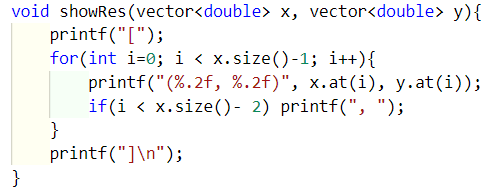 void showRes(vector<double> x, vector<double> y){
    printf("[");
    for(int i=0; i < x.size()-1; i++){
        printf("(%.2f, %.2f)", x.at(i), y.at(i));
        if(i < x.size()- 2) printf(", ");
    }
    printf("]\n");
}